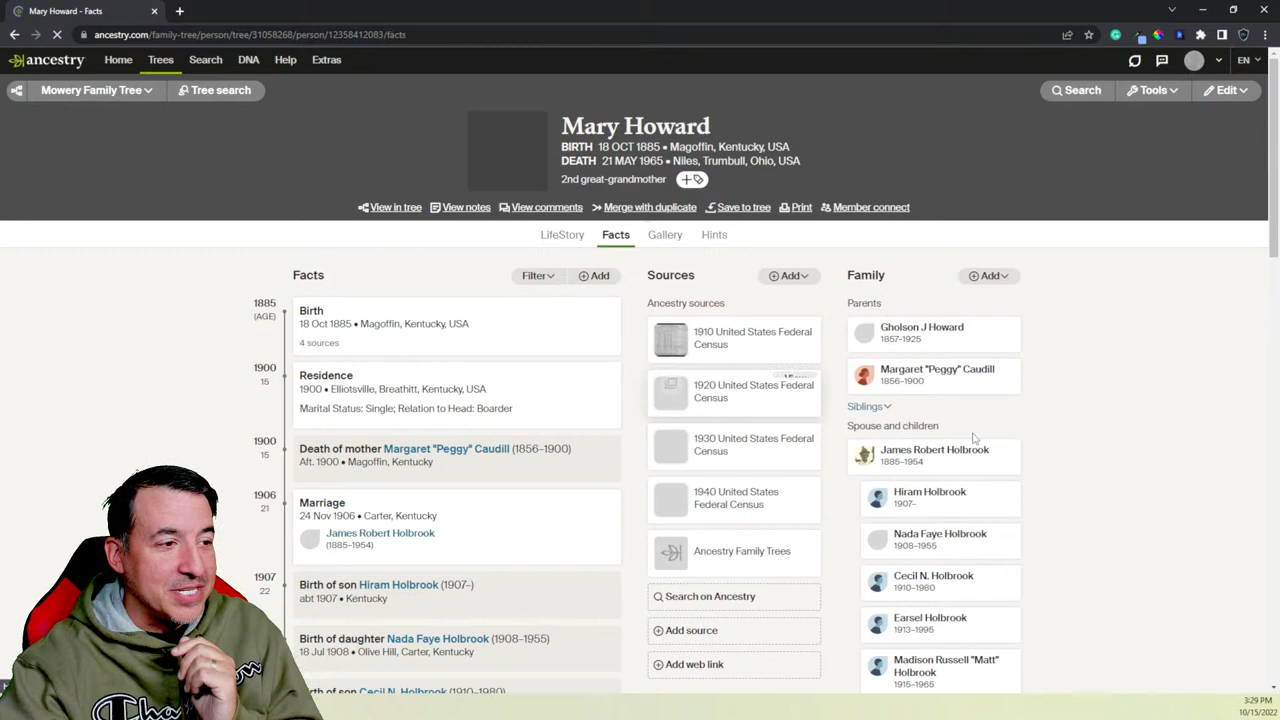 Mary Howard - Facts
ancestry.com/family-tree/person/tree/31058268/person/12358412083/facts
ancestry Home Trees Search DNA Help Extras EN
Mowery Family Tree Tree search Search Tools Edit
Mary Howard
BIRTH 18 OCT 1885 • Magoffin, Kentucky, USA
DEATH 21 MAY 1965 • Niles, Trumbull, Ohio, USA
2nd great-grandmother
View in tree View notes View comments Merge with duplicate Save to tree Print Member connect
LifeStory Facts Gallery Hints
Facts Filter Add
1885
(AGE)
Birth
18 Oct 1885 • Magoffin, Kentucky, USA
4 sources
1900
15
Residence
1900 • Elliotsville, Breathitt, Kentucky, USA
Marital Status: Single; Relation to Head: Boarder
1900
15
Death of mother Margaret "Peggy" Caudill (1856–1900)
Aft. 1900 • Magoffin, Kentucky
1906
21
Marriage
24 Nov 1906 • Carter, Kentucky
James Robert Holbrook
(1885–1954)
1907
22
Birth of son Hiram Holbrook (1907-)
abt 1907 • Kentucky
Birth of daughter Nada Faye Holbrook (1908–1955)
18 Jul 1908 • Olive Hill, Carter, Kentucky
Birth of son Cecil N. Holbrook (1910–1980)
Sources Add
Ancestry sources
1910 United States Federal
Census
1920 United States Federal
Census
1930 United States Federal
Census
1940 United States
Federal Census
Ancestry Family Trees
Search on Ancestry
Add source
Add web link
Family Add
Parents
Gholson J Howard
1857–1925
Margaret "Peggy" Caudill
1856–1900
Siblings
Spouse and children
James Robert Holbrook
1885–1954
Hiram Holbrook
1907–
Nada Faye Holbrook
1908–1955
Cecil N. Holbrook
1910–1980
Earsel Holbrook
1913–1995
Madison Russell "Matt"
Holbrook
1915–1965
3:29 PM
10/15/2022